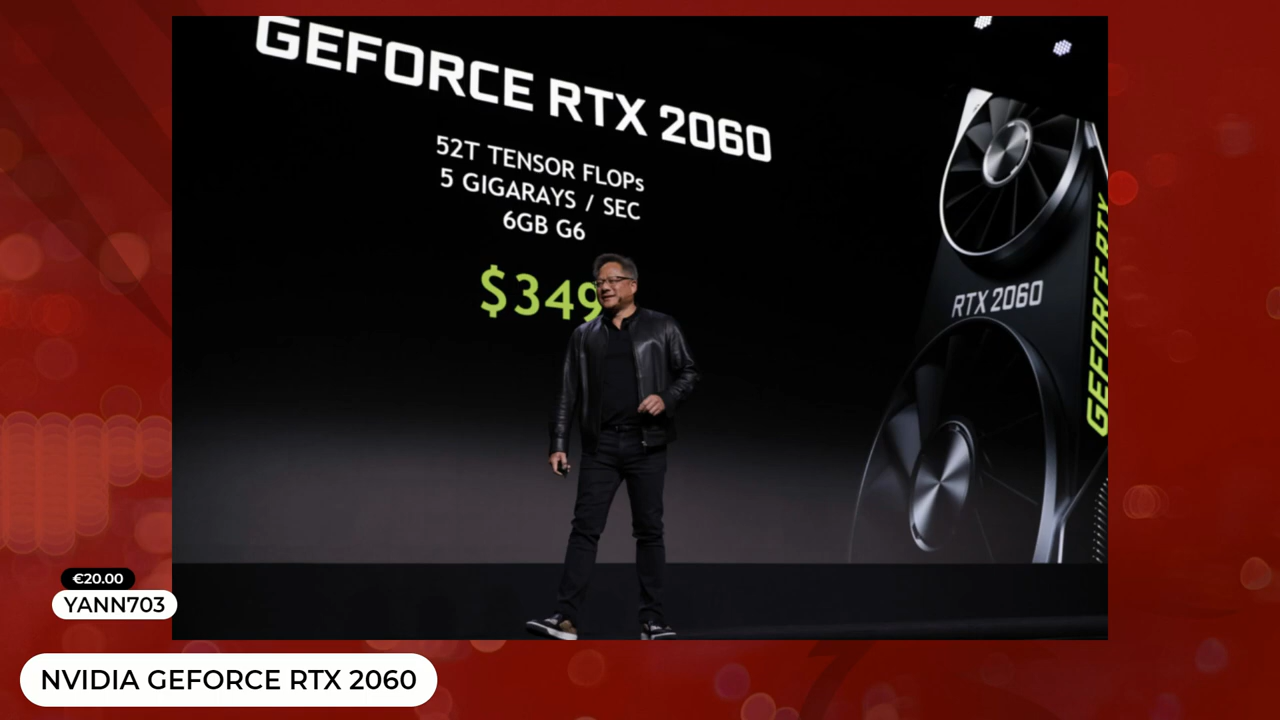 GEFORCE RTX 2060
52T TENSOR FLOPs
5 GIGARAYS / SEC
6GB G6
$349
RTX 2060
GEFORCE RTX
€20.00
YANN703
NVIDIA GEFORCE RTX 2060